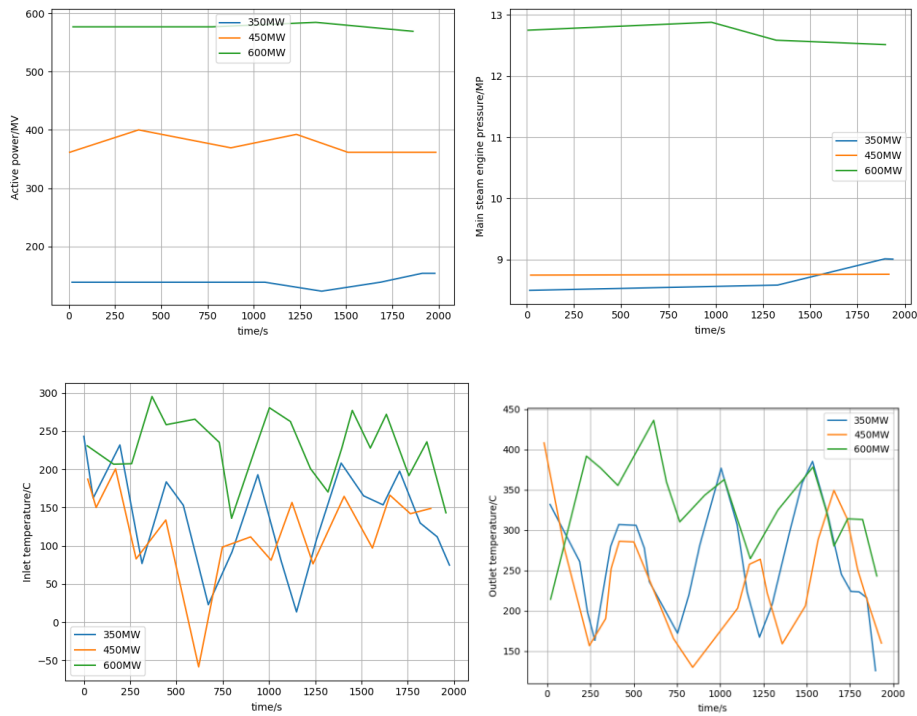 600
500
400
300
200
Active power/MV
350MW
450MW
600MW
0 250 500 750 1000 1250 1500 1750 2000
time/s
13
12
11
10
9
Main steam engine pressure/MP
350MW
450MW
600MW
0 250 500 750 1000 1250 1500 1750 2000
time/s
300
250
200
150
100
50
0
−50
Inlet temperature/C
350MW
450MW
600MW
0 250 500 750 1000 1250 1500 1750 2000
time/s
450
400
350
300
250
200
150
Outlet temperature/C
350MW
450MW
600MW
0 250 500 750 1000 1250 1500 1750 2000
time/s